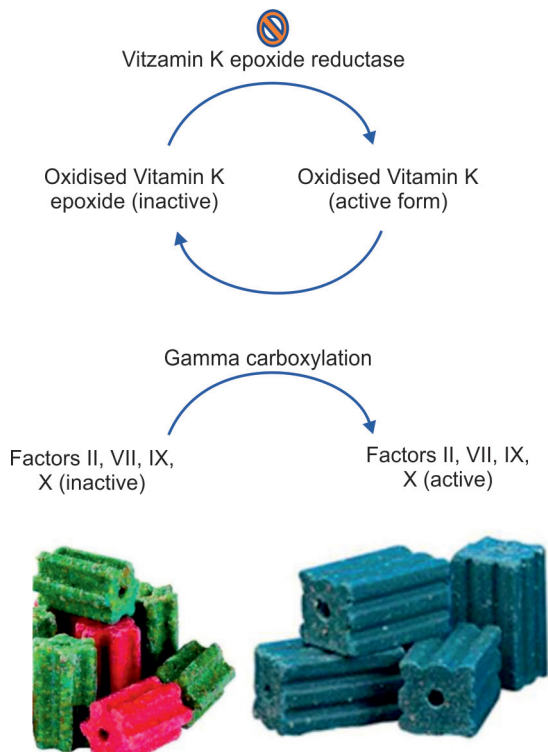 Vitzamin K epoxide reductase
Oxidised Vitamin K
epoxide (inactive)
Oxidised Vitamin K
(active form)
Gamma carboxylation
Factors II, VII, IX,
X (inactive)
Factors II, VII, IX,
X (active)